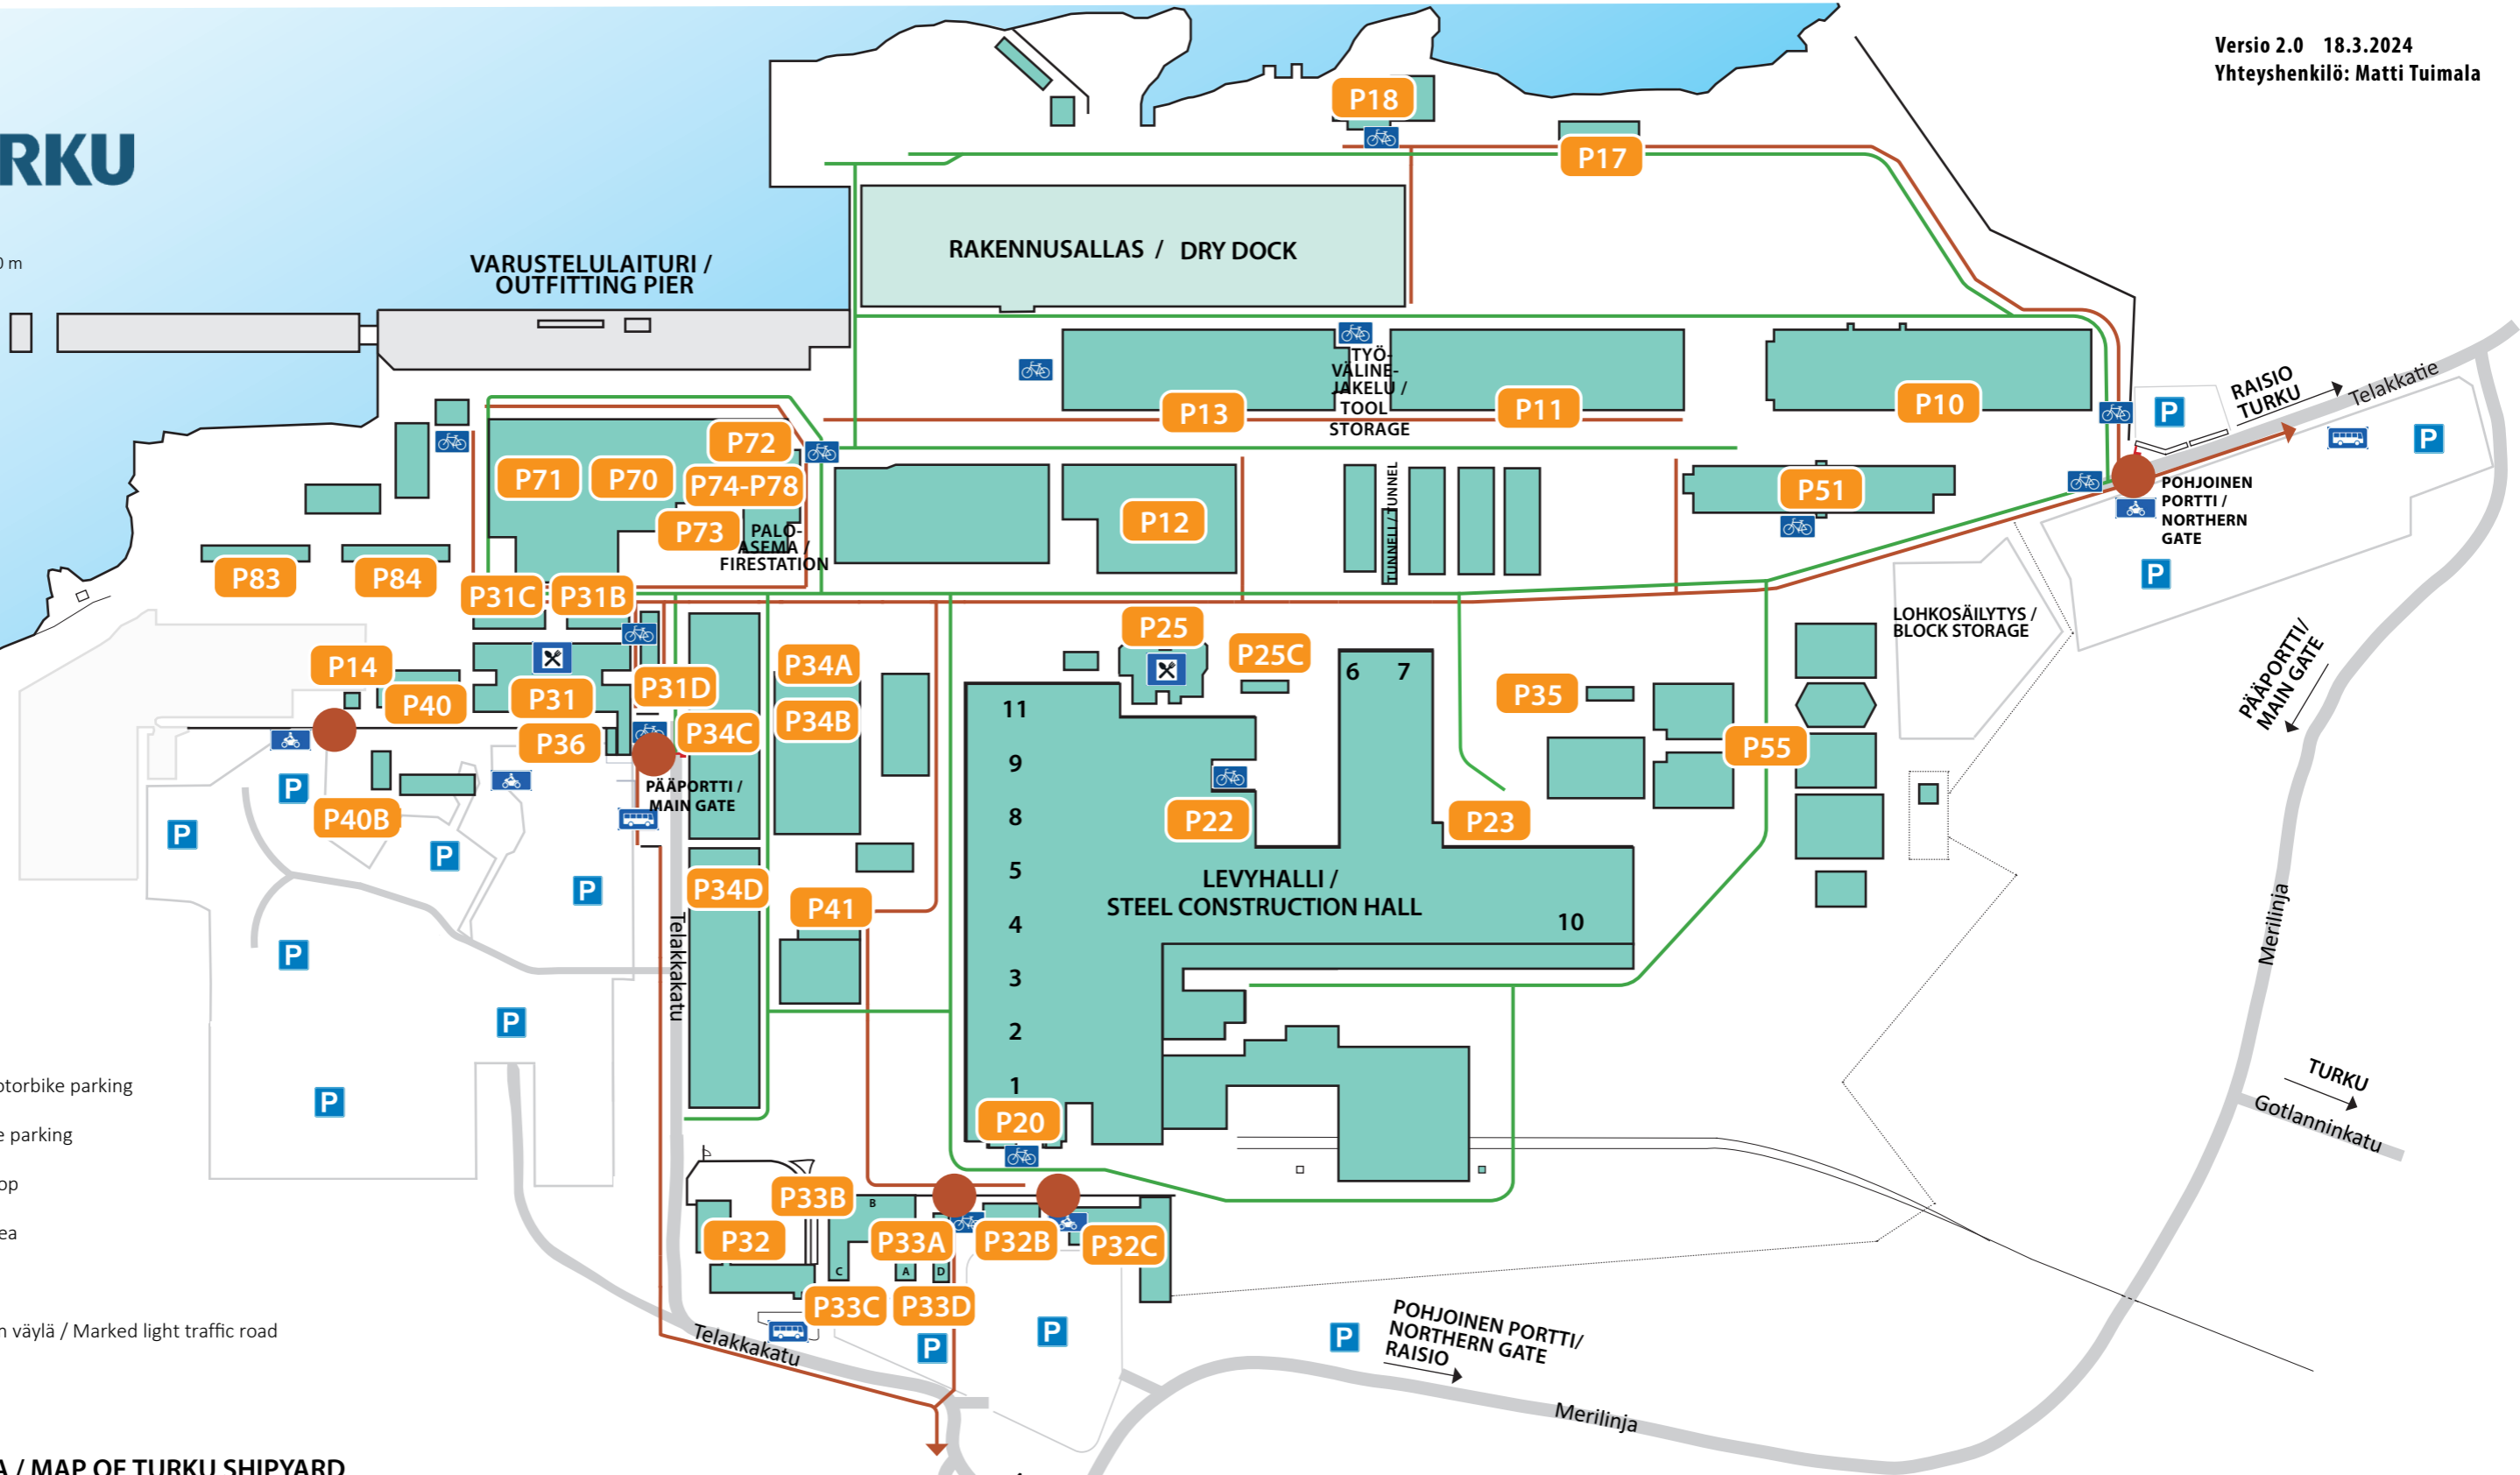 Versio 2.0 18.3.2024
Yhteyshenkilö: Matti Tuimala
RKU
0 m
P18
P17
RAKENNUSALLAS / DRY DOCK
VARUSTELULAITURI /
OUTFITTING PIER
TYÖ-
VÄLINE-
JAKELU /
TOOL
STORAGE
P13
P11
P10
RAISIO
TURKU
Telakkatie
P
P
P72
P71
P70
P74-P78
P73
PALO-
ASEMA /
FIRESTATION
P12
TUNNELI / TUNNEL
P51
POHJOINEN
PORTTI /
NORTHERN
GATE
P
P83
P84
P31C
P31B
LOHKOSÄILYTYS /
BLOCK STORAGE
PÄÄPORTTI/
MAIN GATE
P14
P40
P31
P31D
P36
P34C
P34A
P34B
P25
P25C
6 7
P35
P55
PÄÄPORTTI /
MAIN GATE
P40B
P
P
P
P
P
P
P
11
9
8
5
4
3
2
1
P22
P23
LEVYHALLI /
STEEL CONSTRUCTION HALL
10
P34D
P41
Telakkakatu
Merilinja
TURKU
Gotlanninkatu
otorbike parking
e parking
op
ea
n väylä / Marked light traffic road
P20
P33B
B
P32
P33A
P32B
P32C
C
A
D
P33C
P33D
P
P
P
Telakkakatu
POHJOINEN PORTTI/
NORTHERN GATE
RAISIO
Merilinja
A / MAP OF TURKU SHIPYARD